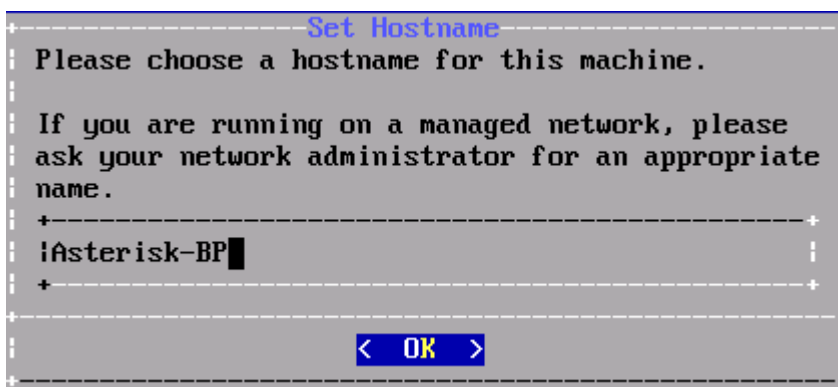 Set Hostname
Please choose a hostname for this machine.
If you are running on a managed network, please
ask your network administrator for an appropriate
name.
Asterisk-BP
< OK >